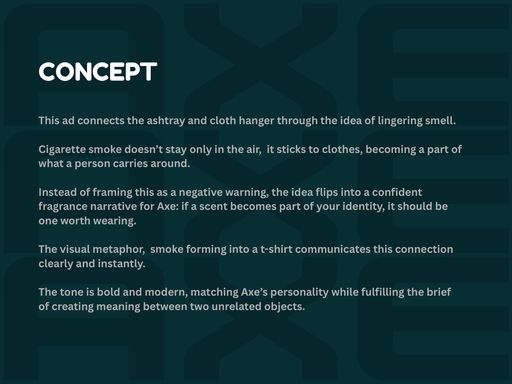 CONCEPT
This ad connects the ashtray and cloth hanger through the idea of lingering smell.
Cigarette smoke doesn’t stay only in the air,  it sticks to clothes, becoming a part of
what a person carries around.
Instead of framing this as a negative warning, the idea flips into a confident
fragrance narrative for Axe: if a scent becomes part of your identity, it should be
one worth wearing.
The visual metaphor,  smoke forming into a t-shirt communicates this connection
clearly and instantly.
The tone is bold and modern, matching Axe’s personality while fulfilling the brief
of creating meaning between two unrelated objects.